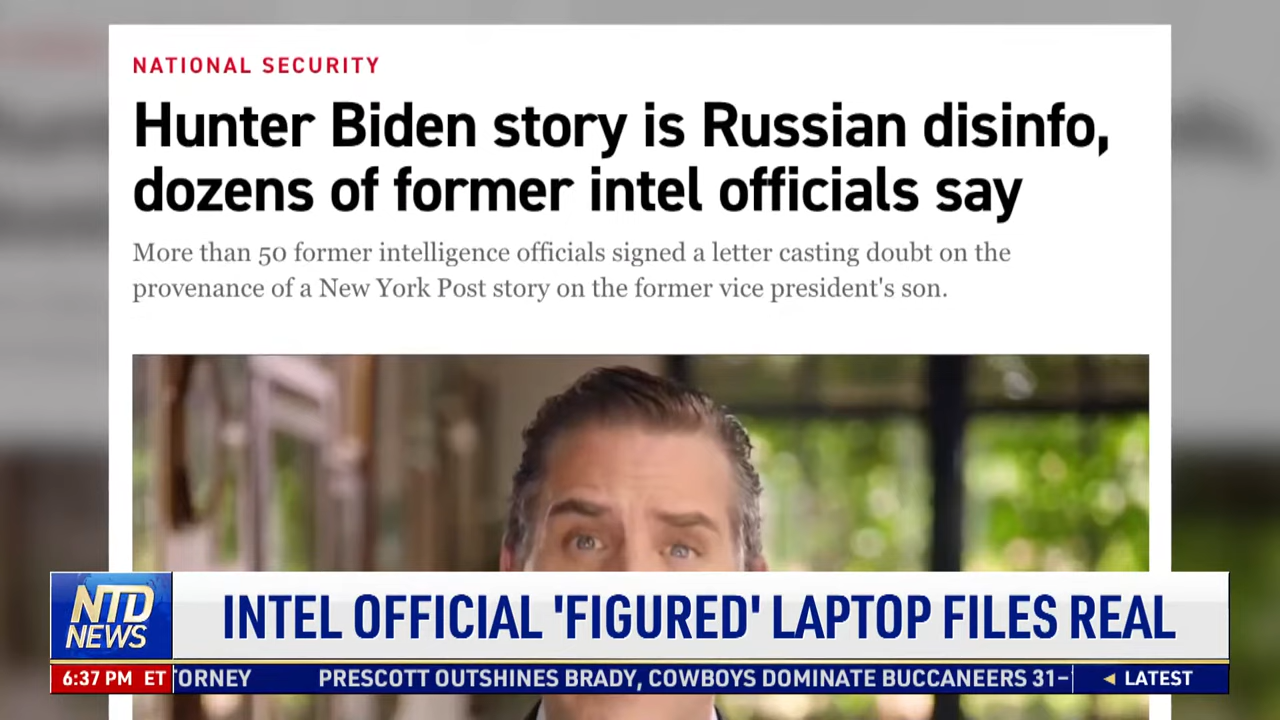 NATIONAL SECURITY
Hunter Biden story is Russian disinfo,
dozens of former intel officials say
More than 50 former intelligence officials signed a letter casting doubt on the
provenance of a New York Post story on the former vice president's son.
NTD
NEWS
INTEL OFFICIAL 'FIGURED' LAPTOP FILES REAL
6:37 PM ET
TORNEY PRESCOTT OUTSHINES BRADY, COWBOYS DOMINATE BUCCANEERS 31–
◄ LATEST